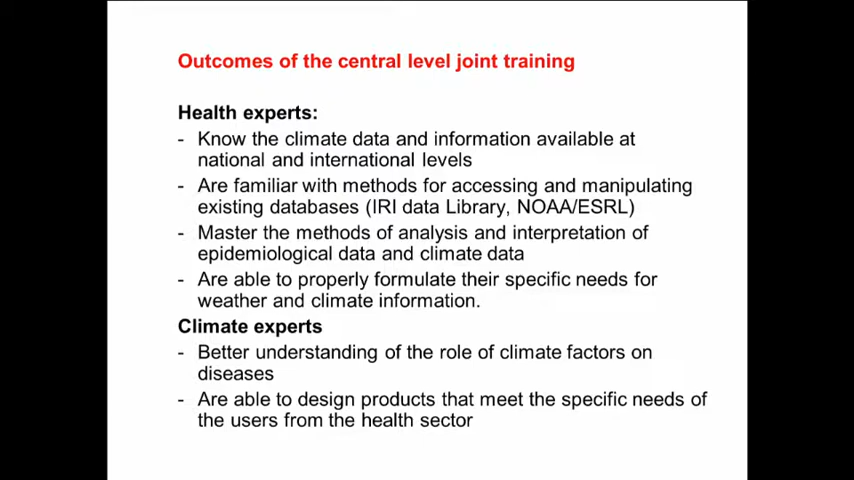 Outcomes of the central level joint training
Health experts:
- Know the climate data and information available at
national and international levels
- Are familiar with methods for accessing and manipulating
existing databases (IRI data Library, NOAA/ESRL)
- Master the methods of analysis and interpretation of
epidemiological data and climate data
- Are able to properly formulate their specific needs for
weather and climate information.
Climate experts
- Better understanding of the role of climate factors on
diseases
- Are able to design products that meet the specific needs of
the users from the health sector